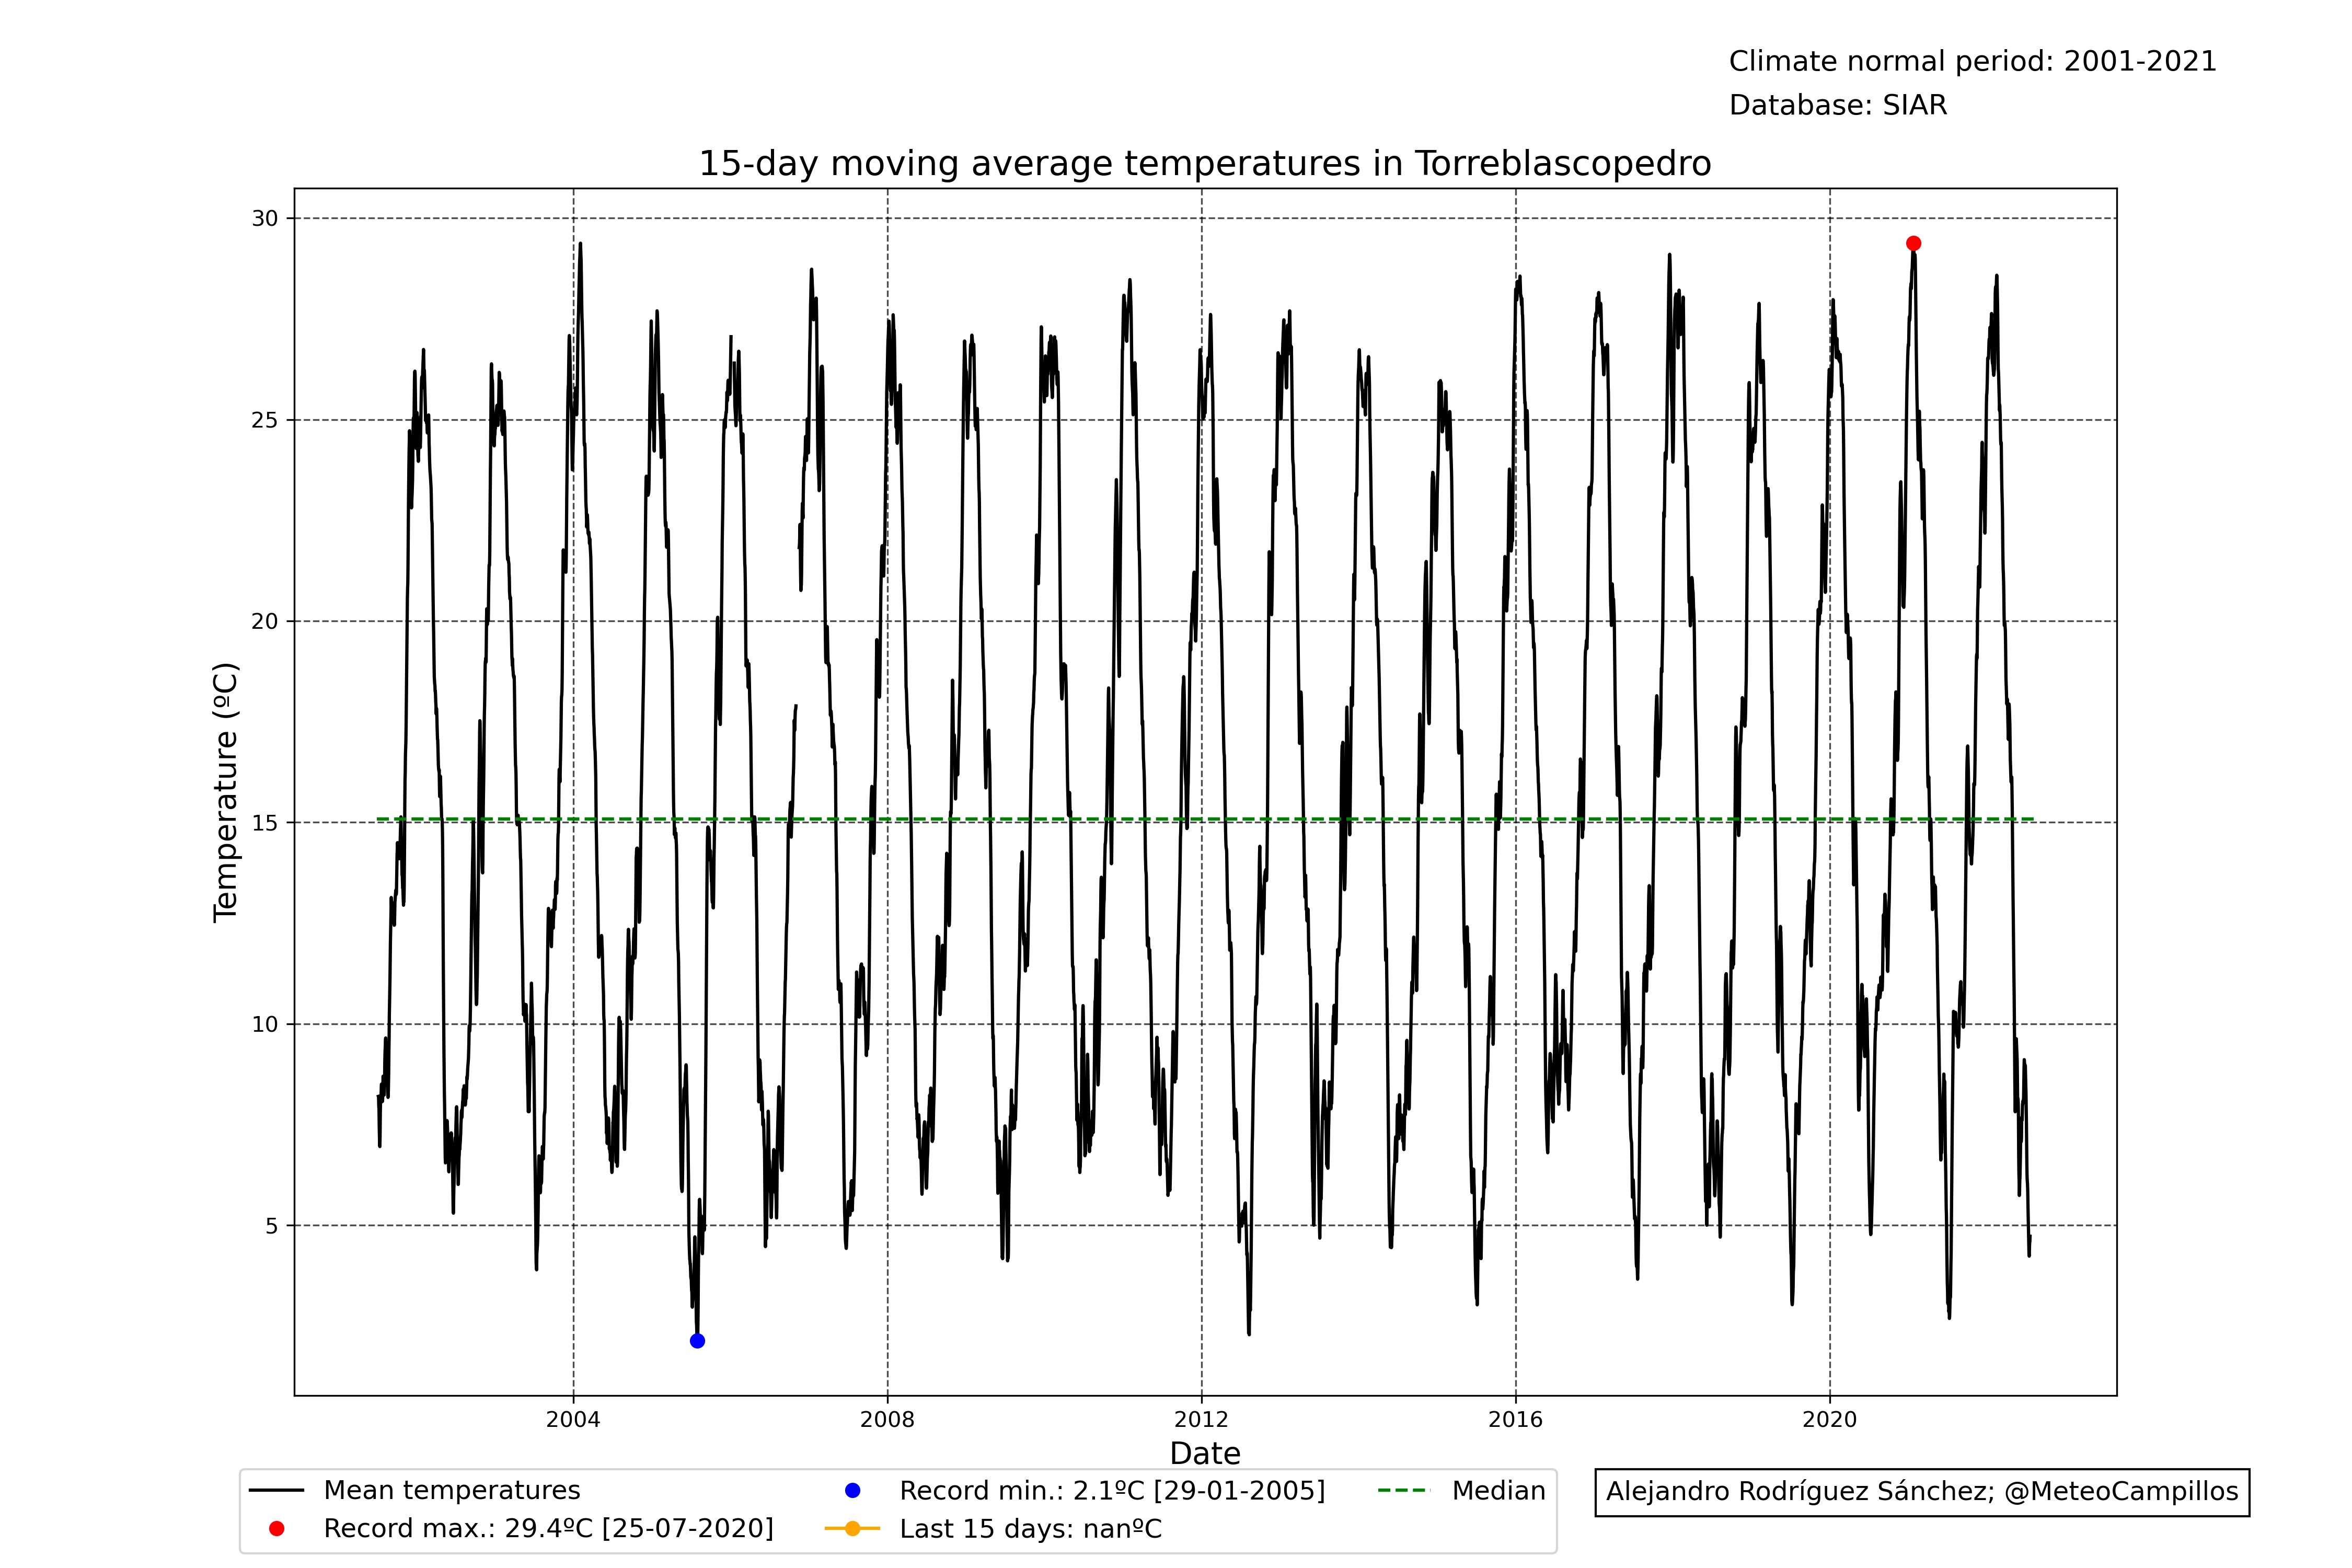 Climate normal period: 2001-2021
Database: SIAR
15-day moving average temperatures in Torreblascopedro
30
25
20
15
10
5
Temperature (ºC)
2004
2008
2012
2016
2020
Date
Mean temperatures
Record max.: 29.4ºC [25-07-2020]
Record min.: 2.1ºC [29-01-2005]
Last 15 days: nanºC
Median
Alejandro Rodríguez Sánchez; @MeteoCampillos